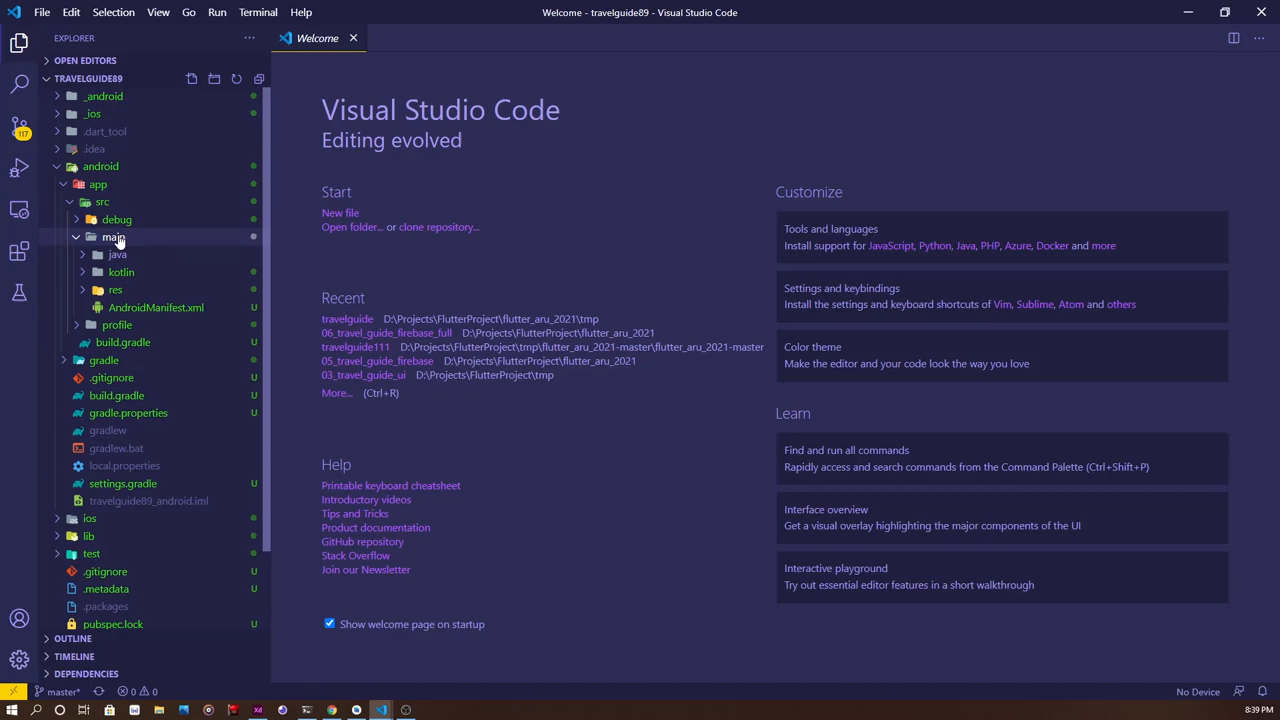 File Edit Selection View Go Run Terminal Help
Welcome - travelguide89 - Visual Studio Code
EXPLORER
OPEN EDITORS
TRAVELGUIDE89
_android
_ios
.dart_tool
.idea
android
app
src
debug
main
java
kotlin
res
AndroidManifest.xml U
profile
build.gradle U
gradle
.gitignore U
build.gradle U
gradle.properties U
gradlew
gradlew.bat
local.properties
settings.gradle U
travelguide89_android.iml
ios
lib
test
.gitignore U
.metadata U
.packages
pubspec.lock U
OUTLINE
TIMELINE
DEPENDENCIES
117
Welcome
Visual Studio Code
Editing evolved
Start
New file
Open folder... or clone repository...
Recent
travelguide D:\Projects\FlutterProject\flutter_aru_2021\tmp
06_travel_guide_firebase_full D:\Projects\FlutterProject\flutter_aru_2021
travelguide111 D:\Projects\FlutterProject\tmp\flutter_aru_2021-master\flutter_aru_2021-master
05_travel_guide_firebase D:\Projects\FlutterProject\flutter_aru_2021
03_travel_guide_ui D:\Projects\FlutterProject\tmp
More... (Ctrl+R)
Help
Printable keyboard cheatsheet
Introductory videos
Tips and Tricks
Product documentation
GitHub repository
Stack Overflow
Join our Newsletter
Show welcome page on startup
Customize
Tools and languages
Install support for JavaScript, Python, Java, PHP, Azure, Docker and more
Settings and keybindings
Install the settings and keyboard shortcuts of Vim, Sublime, Atom and others
Color theme
Make the editor and your code look the way you love
Learn
Find and run all commands
Rapidly access and search commands from the Command Palette (Ctrl+Shift+P)
Interface overview
Get a visual overlay highlighting the major components of the UI
Interactive playground
Try out essential editor features in a short walkthrough
master* 0 0
No Device
Xd
8:39 PM